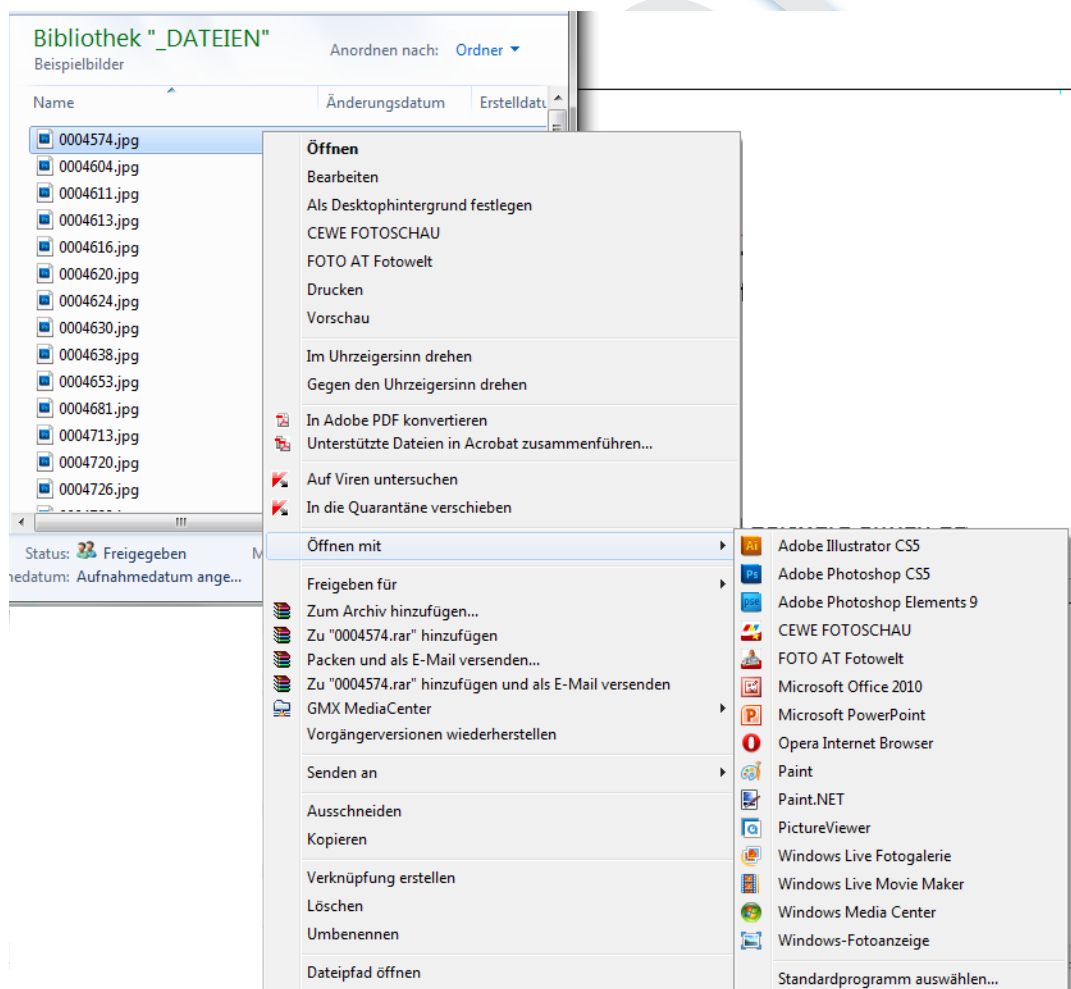 Bibliothek "_DATEIEN"
Beispielbilder
Anordnen nach: Ordner
Name Änderungsdatum Erstelldatu
0004574.jpg
0004604.jpg
0004611.jpg
0004613.jpg
0004616.jpg
0004620.jpg
0004624.jpg
0004630.jpg
0004638.jpg
0004653.jpg
0004681.jpg
0004713.jpg
0004720.jpg
0004726.jpg
Status: Freigegeben M
nedatum: Aufnahmedatum ange...
Öffnen
Bearbeiten
Als Desktophintergrund festlegen
CEWE FOTOSCHAU
FOTO AT Fotowelt
Drucken
Vorschau
Im Uhrzeigersinn drehen
Gegen den Uhrzeigersinn drehen
In Adobe PDF konvertieren
Unterstützte Dateien in Acrobat zusammenführen...
Auf Viren untersuchen
In die Quarantäne verschieben
Öffnen mit
Freigeben für
Zum Archiv hinzufügen...
Zu "0004574.rar" hinzufügen
Packen und als E-Mail versenden...
Zu "0004574.rar" hinzufügen und als E-Mail versenden
GMX MediaCenter
Vorgängerversionen wiederherstellen
Senden an
Ausschneiden
Kopieren
Verknüpfung erstellen
Löschen
Umbenennen
Dateipfad öffnen
Ai Adobe Illustrator CS5
Ps Adobe Photoshop CS5
pse Adobe Photoshop Elements 9
CEWE FOTOSCHAU
FOTO AT Fotowelt
Microsoft Office 2010
Microsoft PowerPoint
Opera Internet Browser
Paint
Paint.NET
PictureViewer
Windows Live Fotogalerie
Windows Live Movie Maker
Windows Media Center
Windows-Fotoanzeige
Standardprogramm auswählen...